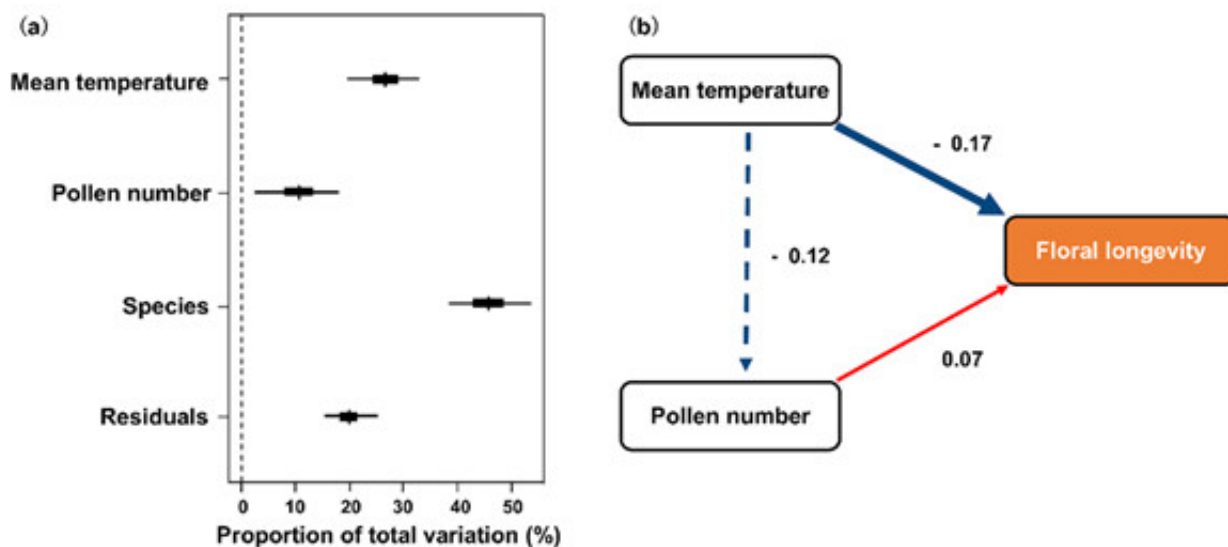 (a)
Mean temperature
Pollen number
Species
Residuals
0 10 20 30 40 50
Proportion of total variation (%)
(b)
Mean temperature
- 0.17
Floral longevity
- 0.12
0.07
Pollen number